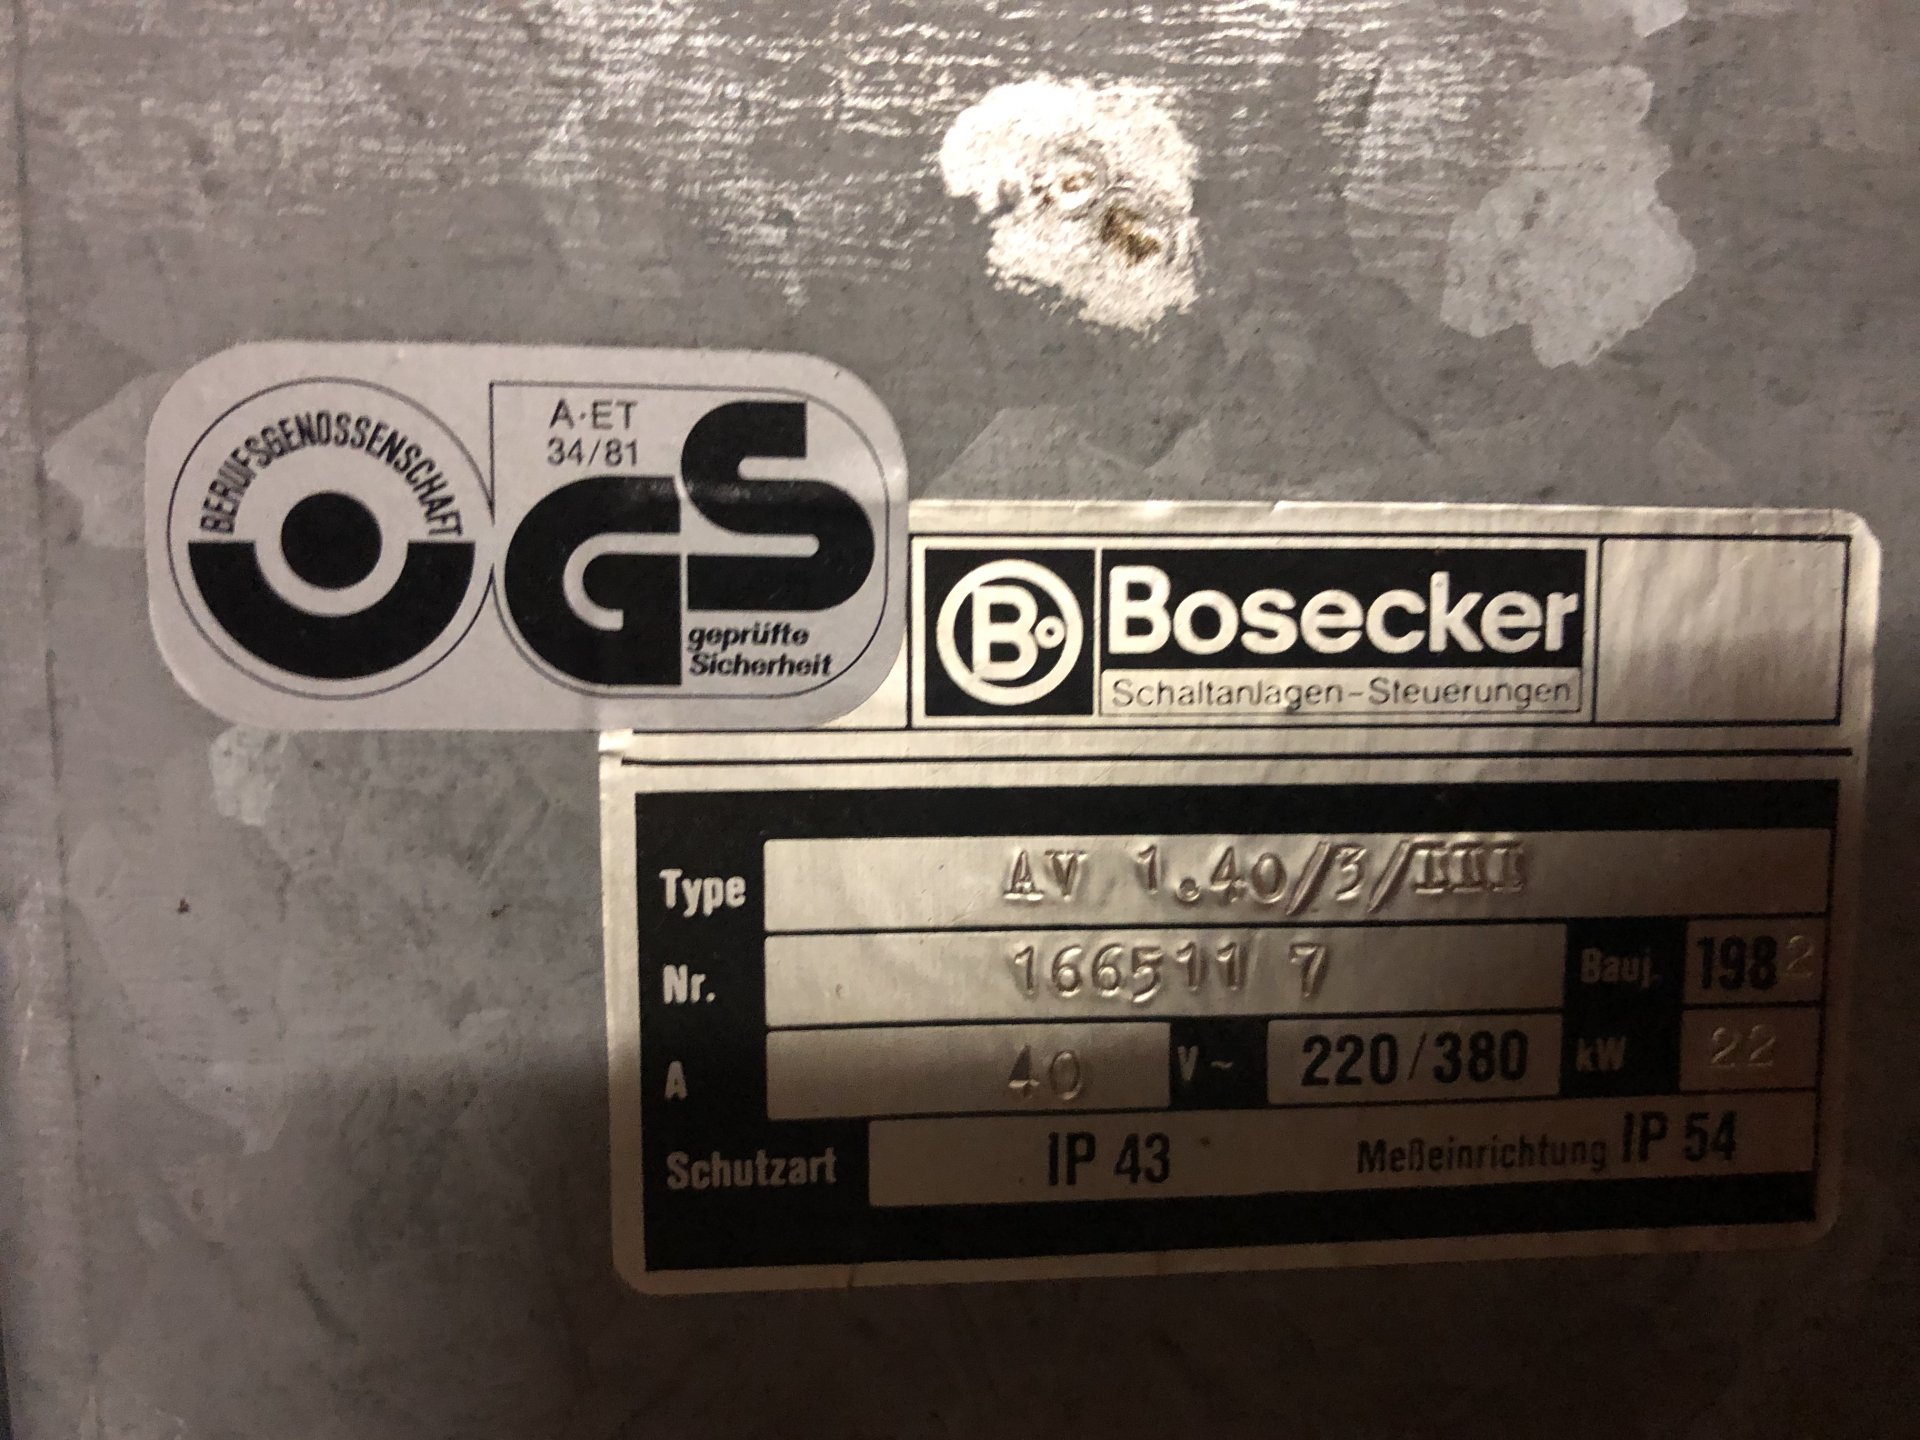 BERUFSGENOSSENSCHAFT
A·ET
34/81
GS
geprüfte
Sicherheit
B
Bosecker
Schaltanlagen-Steuerungen
Type AV 1.40/3/III
Nr. 166511 7 Bauj. 1982
A 40 V~ 220/380 kW 22
Schutzart IP 43 Meßeinrichtung IP 54